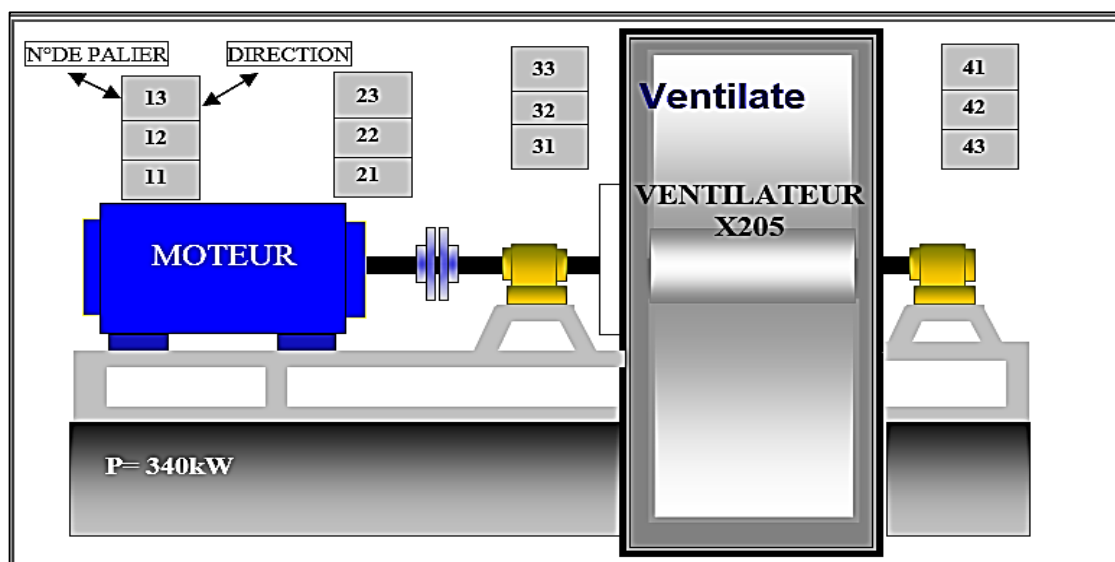 N°DE PALIER
DIRECTION
13
12
11
23
22
21
33
32
31
41
42
43
Ventilate
VENTILATEUR
X205
MOTEUR
P= 340kW